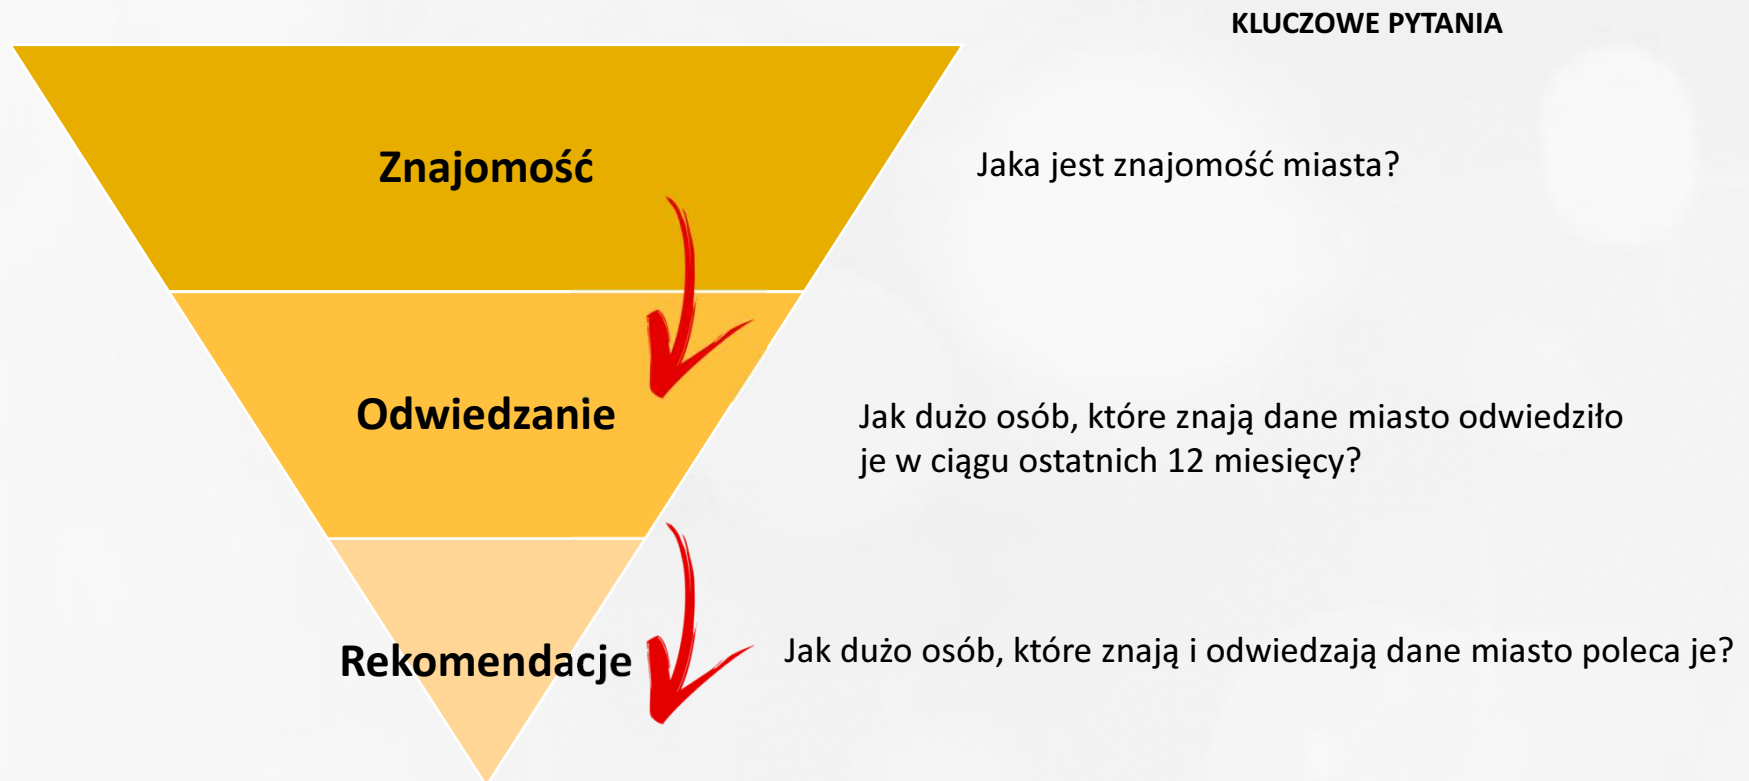 KLUCZOWE PYTANIA
Znajomość
Jaka jest znajomość miasta?
Odwiedzanie
Jak dużo osób, które znają dane miasto odwiedziło
je w ciągu ostatnich 12 miesięcy?
Rekomendacje
Jak dużo osób, które znają i odwiedzają dane miasto poleca je?